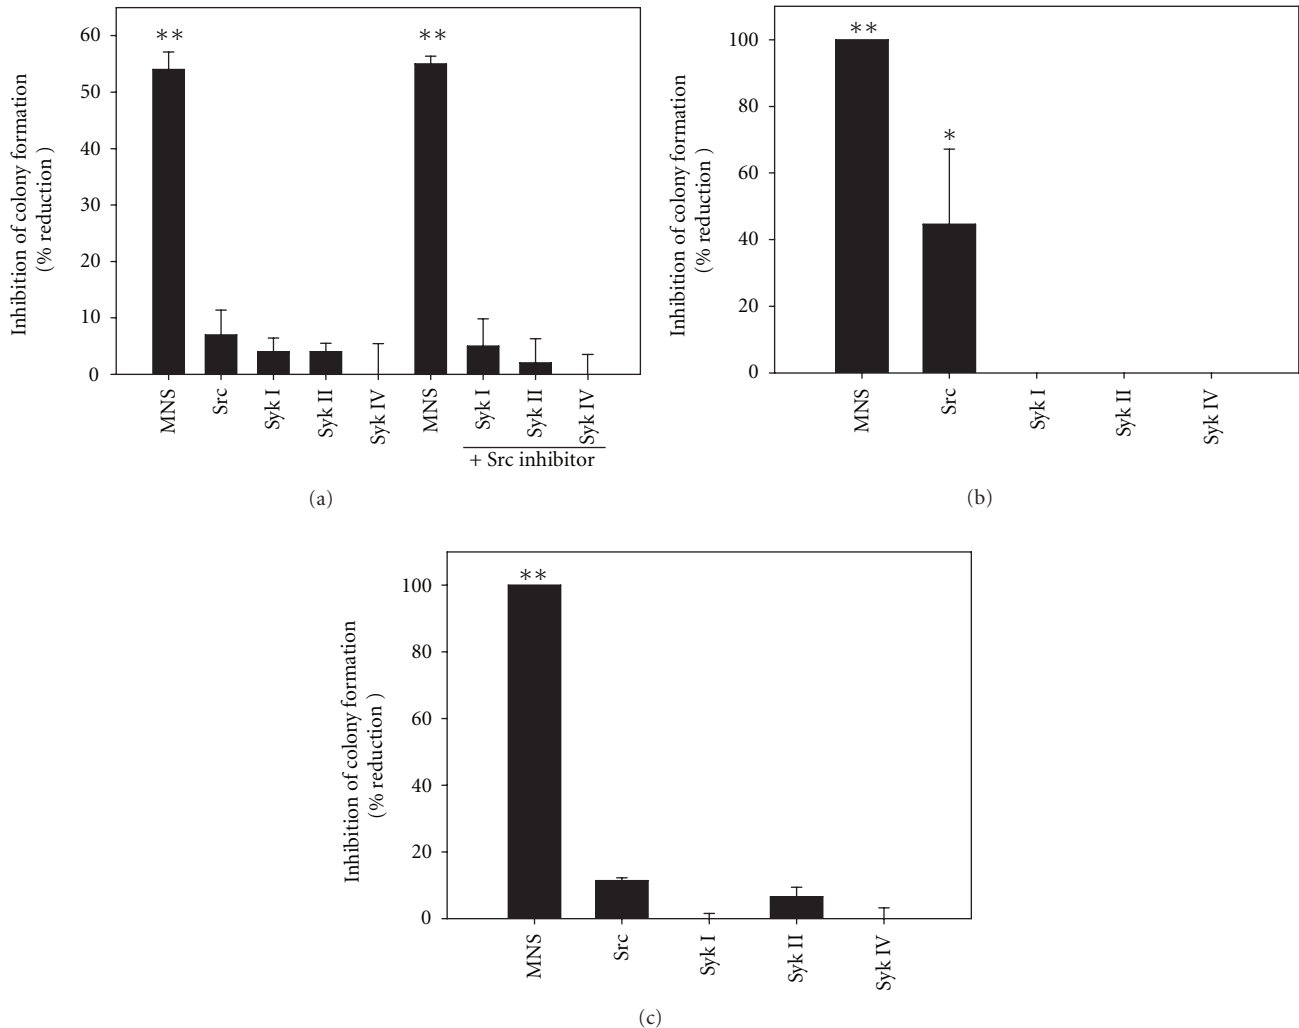 Inhibition of colony formation
(% reduction )
60
50
40
30
20
10
0
**
**
MNS
Src
Syk I
Syk II
Syk IV
MNS
Syk I
Syk II
Syk IV
+ Src inhibitor
(a)
Inhibition of colony formation
(% reduction )
100
80
60
40
20
0
**
*
MNS
Src
Syk I
Syk II
Syk IV
(b)
Inhibition of colony formation
(% reduction )
100
80
60
40
20
0
**
MNS
Src
Syk I
Syk II
Syk IV
(c)